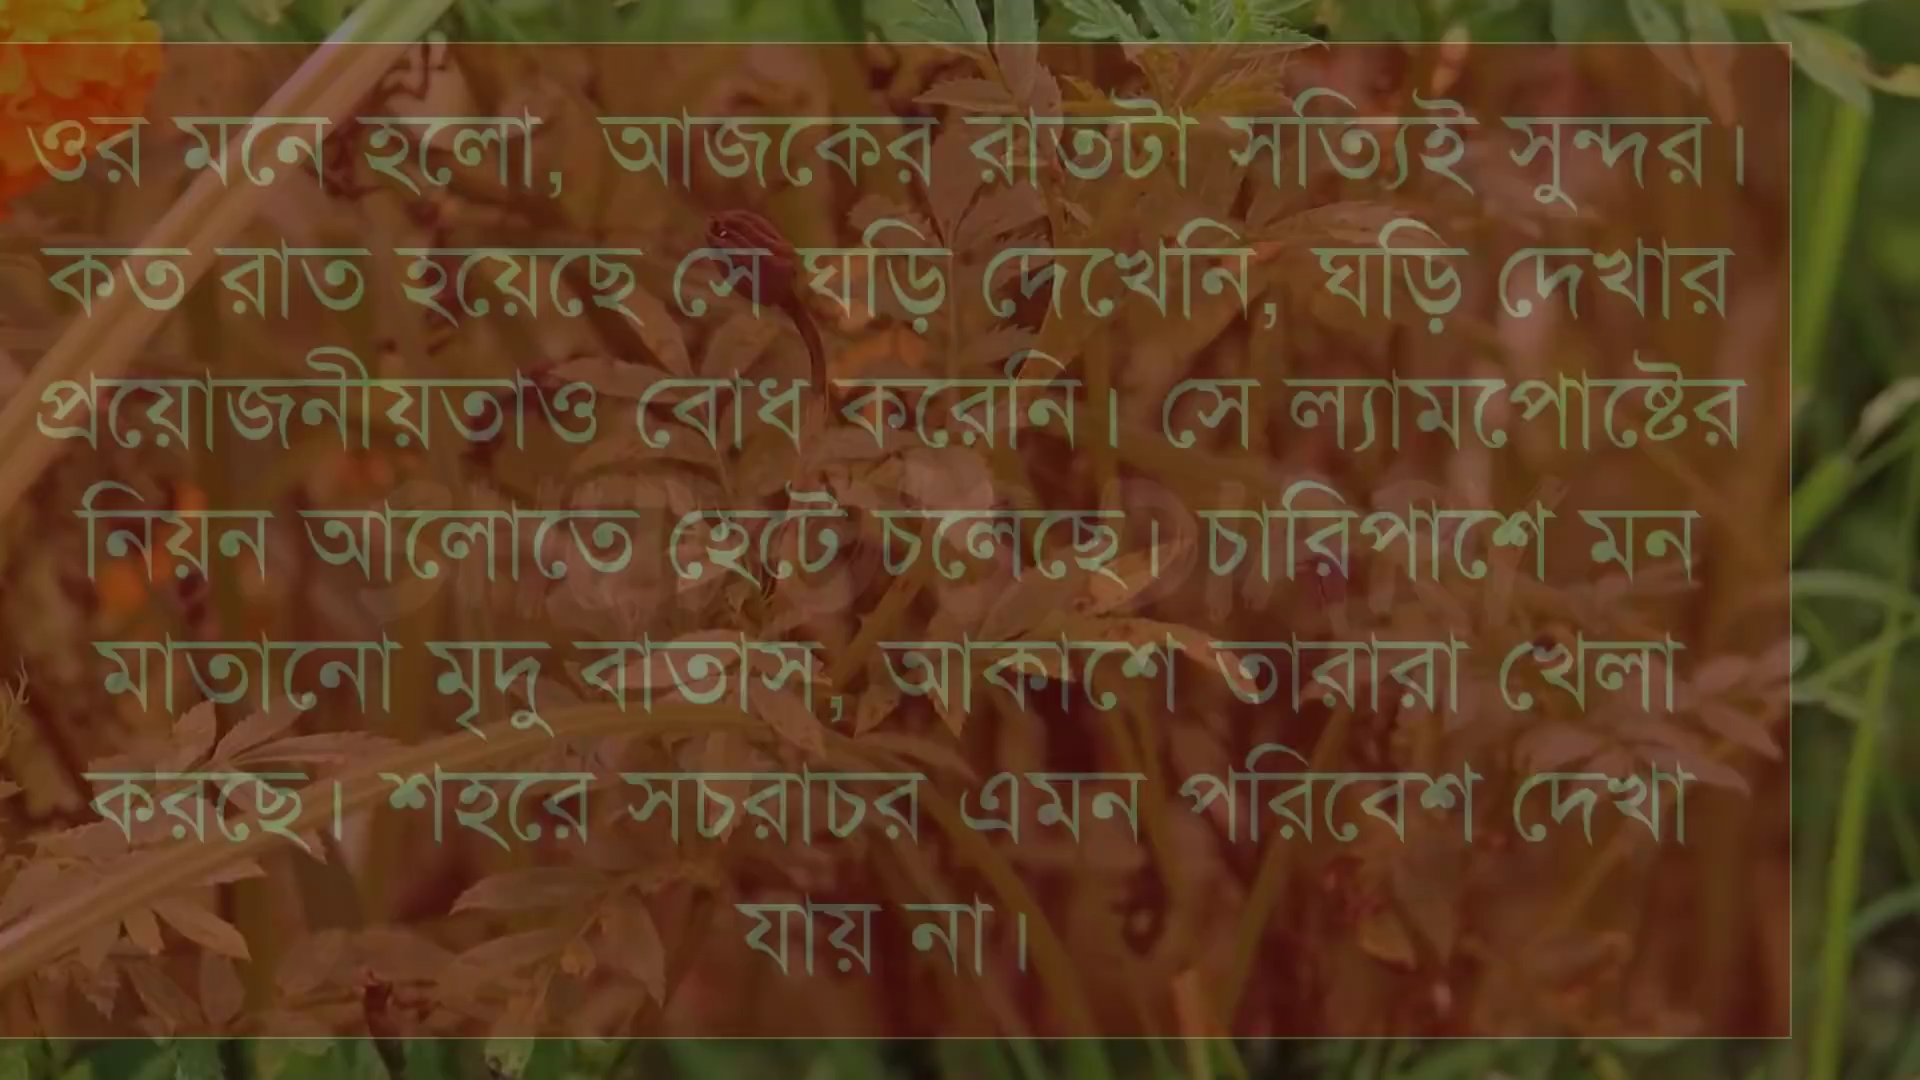 ওর মনে হলো, আজকের রাতটা সত্যিই সুন্দর।
কত রাত হয়েছে সে ঘড়ি দেখেনি, ঘড়ি দেখার
প্রয়োজনীয়তাও বোধ করেনি। সে ল্যামপোষ্টের
নিয়ন আলোতে হেটে চলেছে। চারিপাশে মন
মাতানো মৃদু বাতাস, আকাশে তারারা খেলা
করছে। শহরে সচরাচর এমন পরিবেশ দেখা
যায় না।